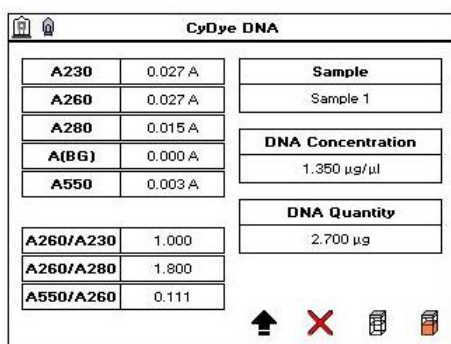 CyDye DNA
A230 0.027 A
A260 0.027 A
A280 0.015 A
A(BG) 0.000 A
A550 0.003 A
A260/A230 1.000
A260/A280 1.800
A550/A260 0.111
Sample
Sample 1
DNA Concentration
1.350 µg/µl
DNA Quantity
2.700 µg